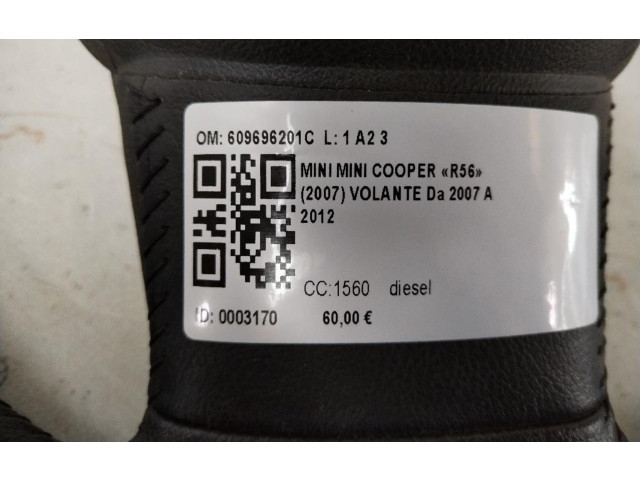 OM: 609696201C L: 1 A2 3
MINI MINI COOPER «R56»
(2007) VOLANTE Da 2007 A
2012
CC:1560 diesel
ID: 0003170 60,00 €